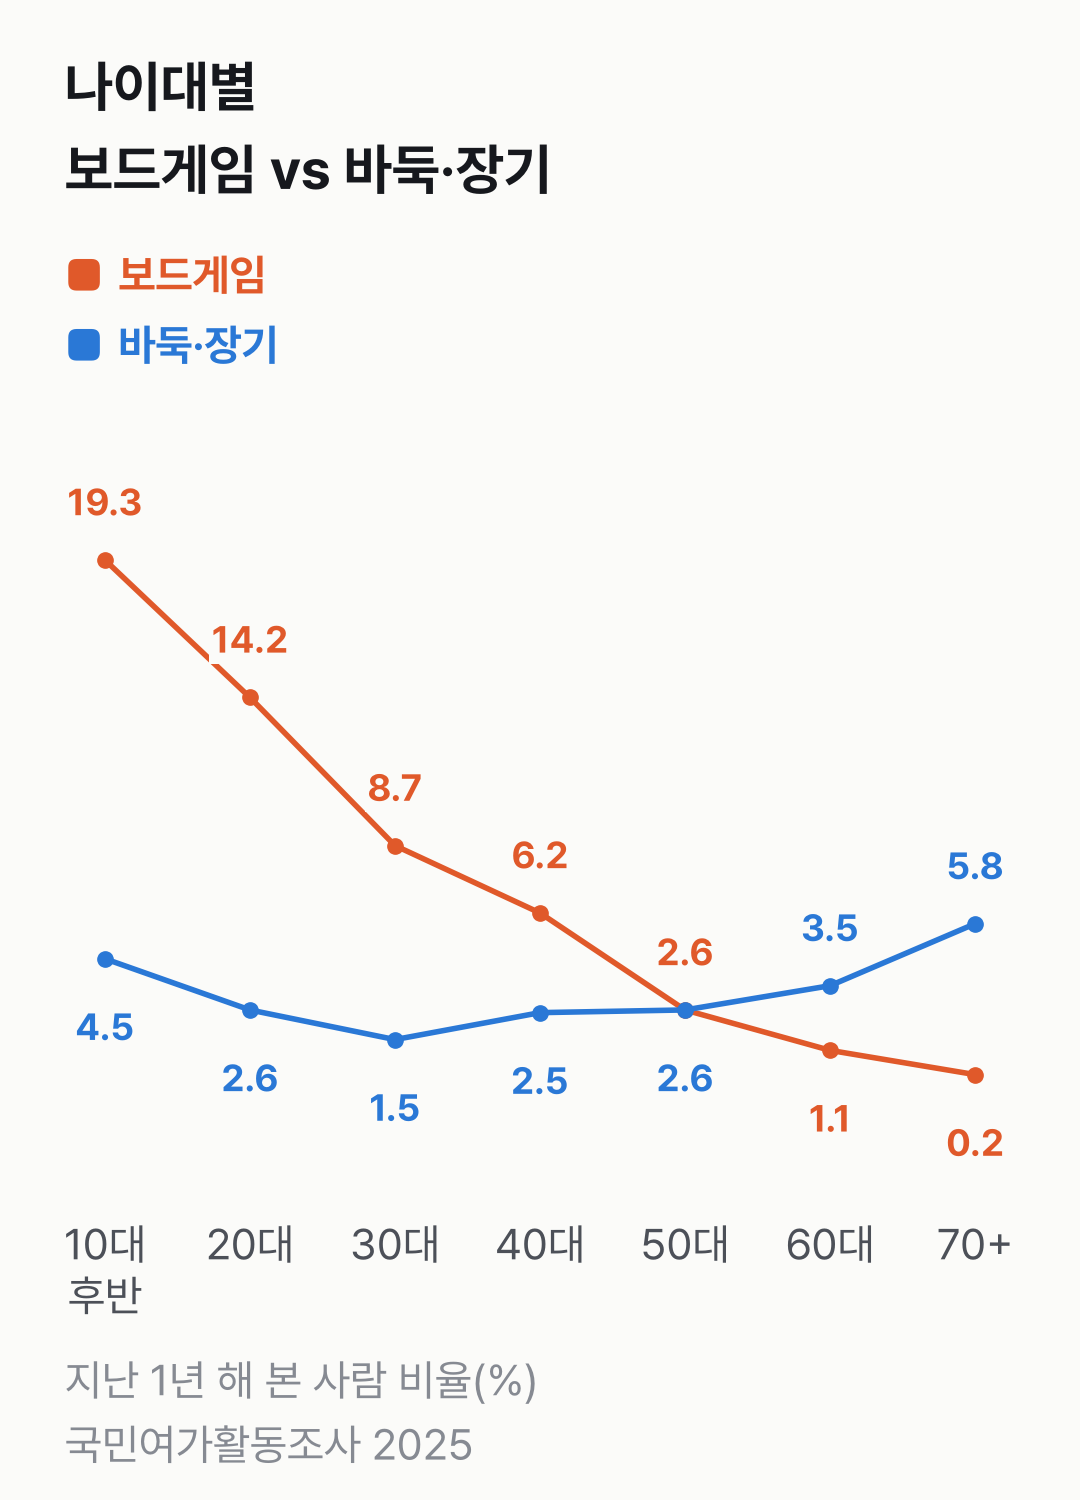 나이대별
보드게임 vs 바둑·장기
보드게임
바둑·장기
19.3
14.2
8.7
6.2
2.6
1.1
0.2
4.5
2.6
1.5
2.5
2.6
3.5
5.8
10대 20대 30대 40대 50대 60대 70+
후반
지난 1년 해 본 사람 비율(%)
국민여가활동조사 2025